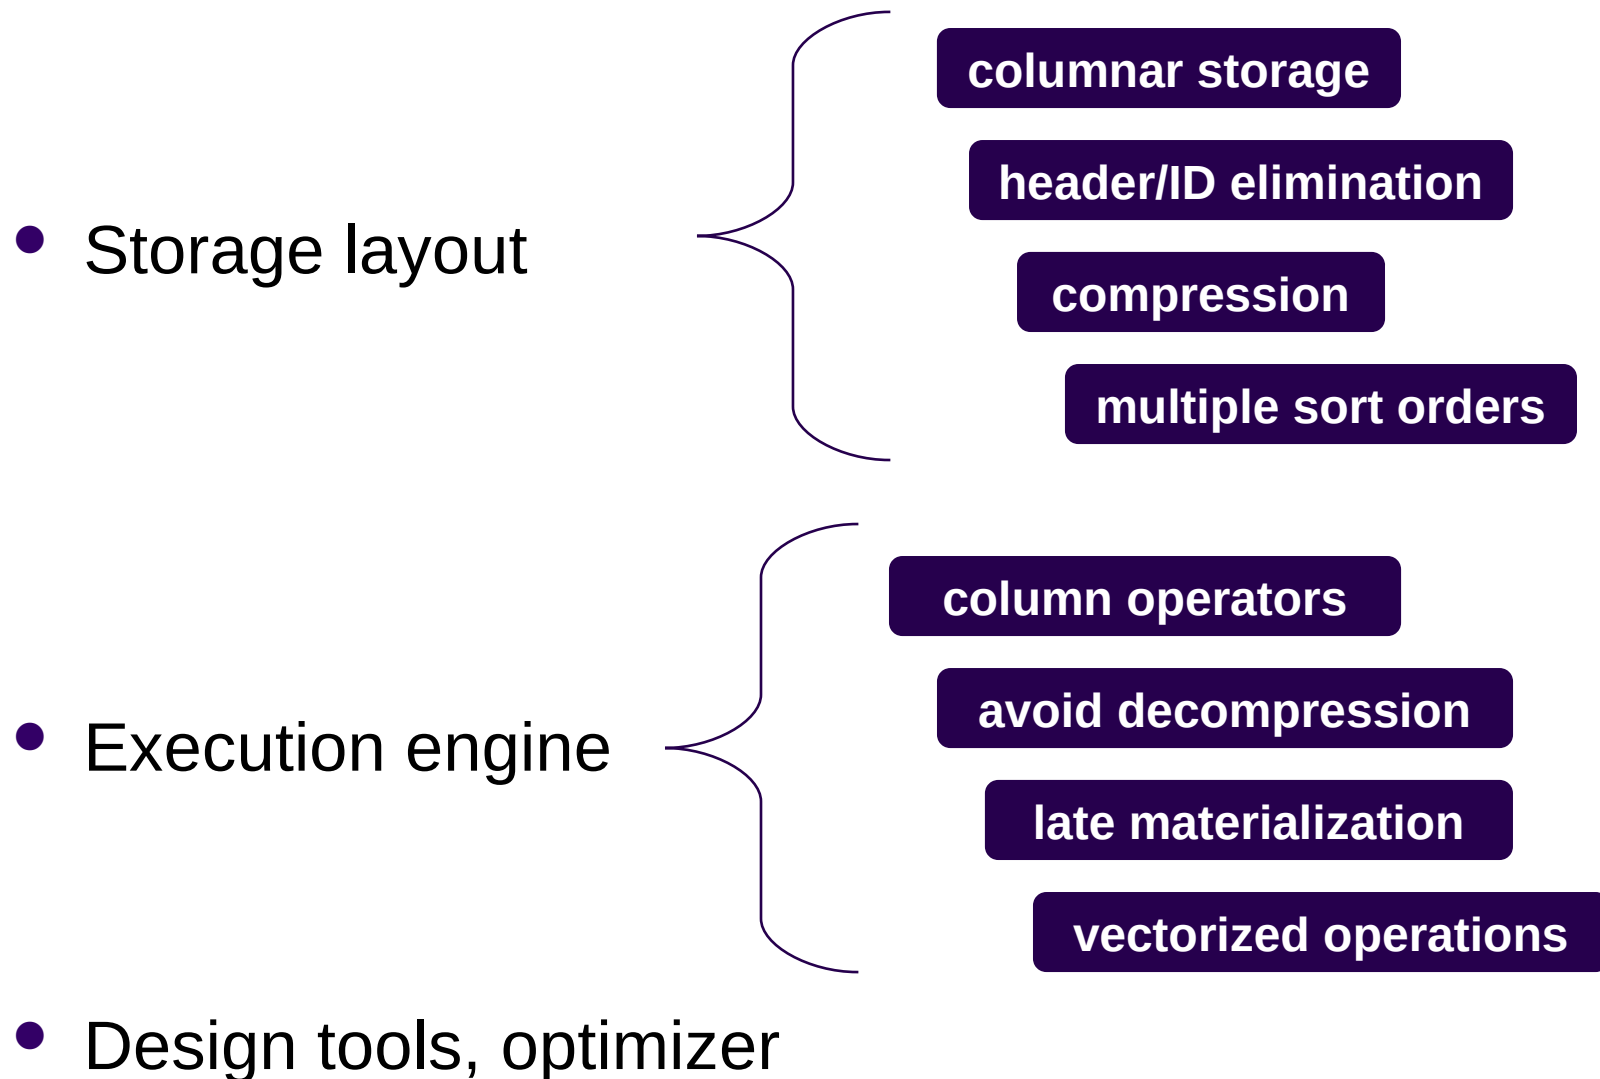 columnar storage
header/ID elimination
• Storage layout
compression
multiple sort orders
column operators
avoid decompression
• Execution engine
late materialization
vectorized operations
• Design tools, optimizer